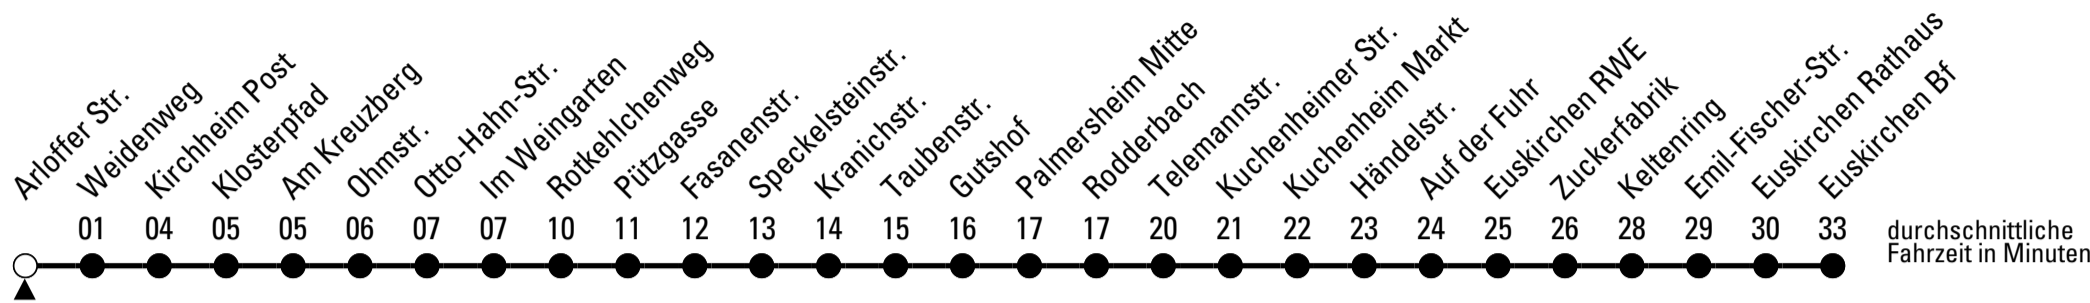 Arloffer Str.
Weidenweg
Kirchheim Post
Klosterpfad
Am Kreuzberg
Ohmstr.
Otto-Hahn-Str.
Im Weingarten
Rotkehlchenweg
Pützgasse
Fasanenstr.
Speckelsteinstr.
Kranichstr.
Taubenstr.
Gutshof
Palmersheim Mitte
Rodderbach
Telemannstr.
Kuchenheimer Str.
Kuchenheim Markt
Händelstr.
Auf der Fuhr
Euskirchen RWE
Zuckerfabrik
Keltenring
Emil-Fischer-Str.
Euskirchen Rathaus
Euskirchen Bf
01 04 05 05 06 07 07 10 11 12 13 14 15 16 17 17 20 21 22 23 24 25 26 28 29 30 33
durchschnittliche
Fahrzeit in Minuten